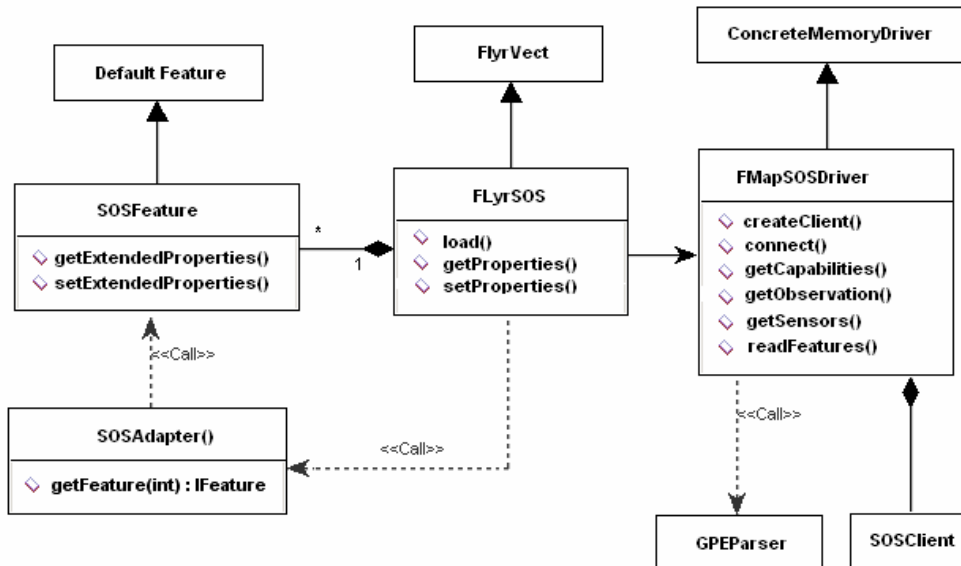 Default Feature
FlyrVect
ConcreteMemoryDriver
SOSFeature
getExtendedProperties()
setExtendedProperties()
*
1
FLyrSOS
load()
getProperties()
setProperties()
FMapSOSDriver
createClient()
connect()
getCapabilities()
getObservation()
getSensors()
readFeatures()
<<Call>>
<<Call>>
<<Call>>
SOSAdapter()
getFeature(int) : IFeature
GPEParser
SOSClient